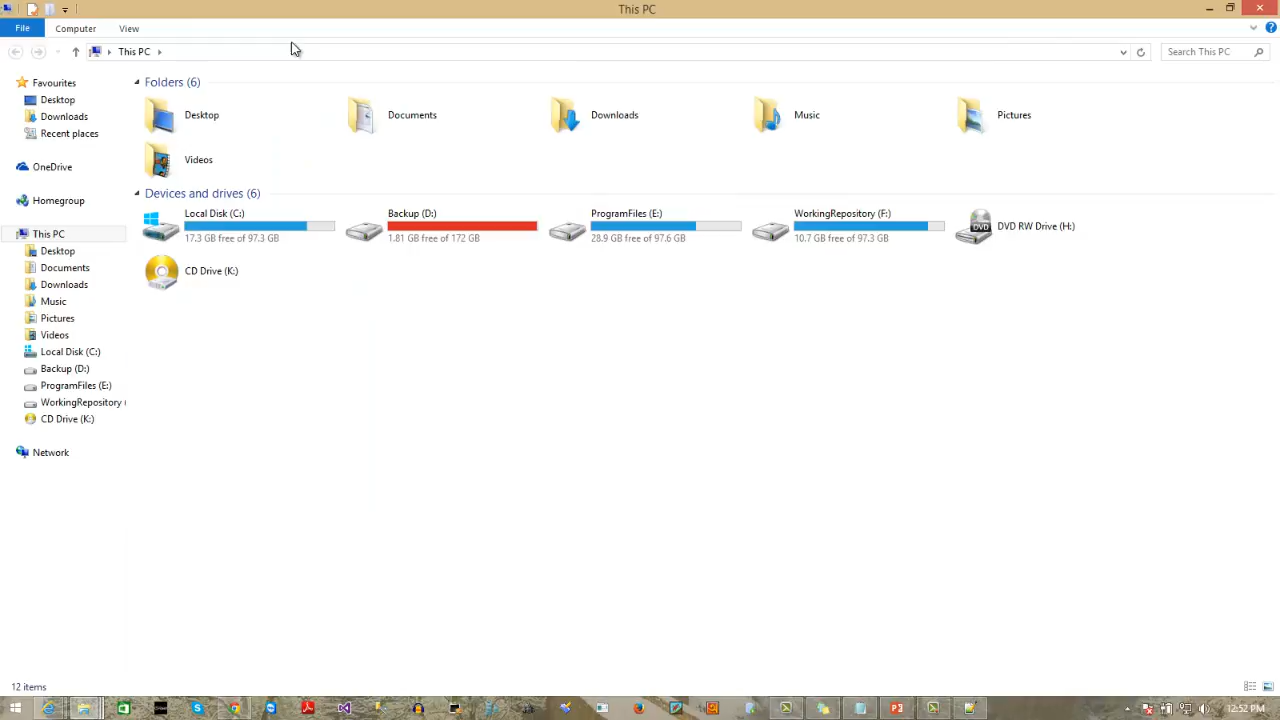 This PC
File Computer View
This PC
Search This PC
Favourites
Desktop
Downloads
Recent places
OneDrive
Homegroup
This PC
Desktop
Documents
Downloads
Music
Pictures
Videos
Local Disk (C:)
Backup (D:)
ProgramFiles (E:)
WorkingRepository (
CD Drive (K:)
Network
Folders (6)
Desktop Documents Downloads Music Pictures
Videos
Devices and drives (6)
Local Disk (C:) Backup (D:) ProgramFiles (E:) WorkingRepository (F:) DVD RW Drive (H:)
17.3 GB free of 97.3 GB 1.81 GB free of 172 GB 28.9 GB free of 97.6 GB 10.7 GB free of 97.3 GB
DVD
CD Drive (K:)
12 items
12:52 PM